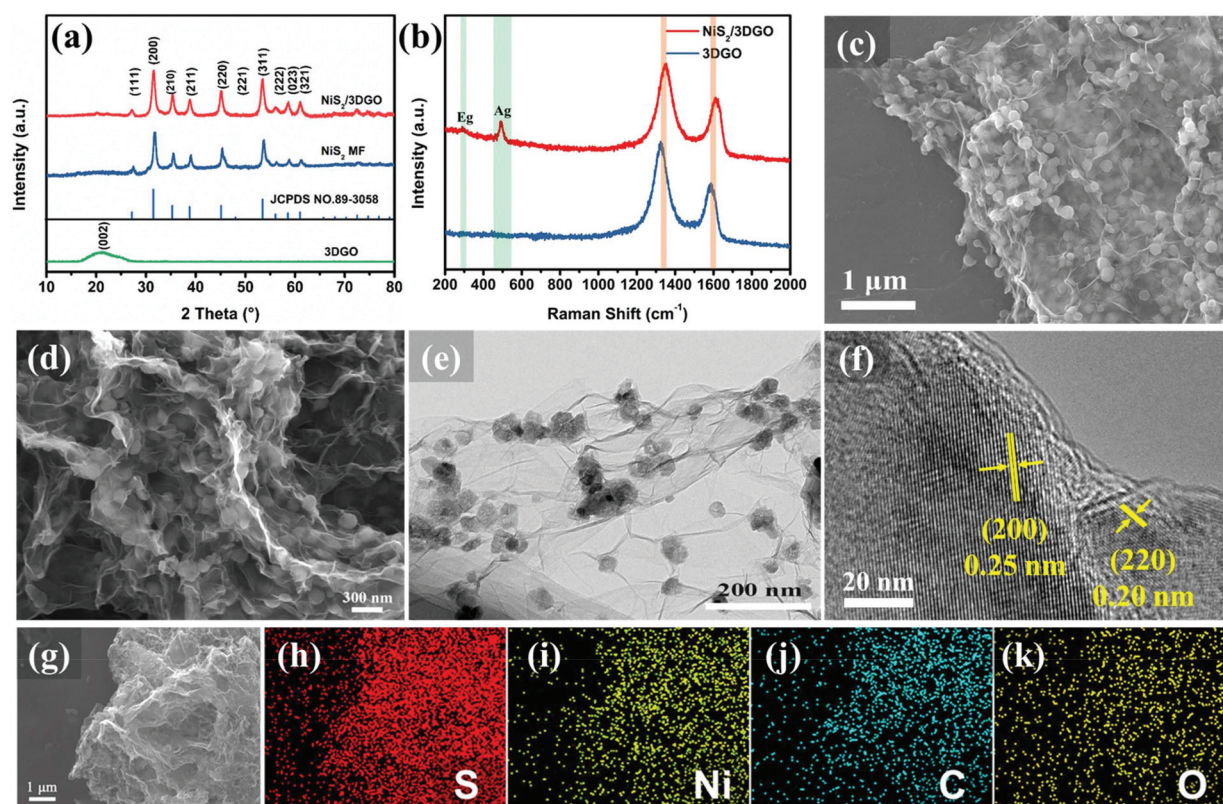 (a)
Intensity (a.u.)
(111)
(200)
(210)
(211)
(220)
(221)
(311)
(222)
(023)
(321)
NiS₂/3DGO
NiS₂ MF
JCPDS NO.89-3058
(002)
3DGO
10 20 30 40 50 60 70 80
2 Theta (°)
(b)
Intensity (a.u.)
NiS₂/3DGO
3DGO
Eg
Ag
200 400 600 800 1000 1200 1400 1600 1800 2000
Raman Shift (cm⁻¹)
(c)
1 µm
(d)
300 nm
(e)
200 nm
(f)
(200)
0.25 nm
(220)
0.20 nm
20 nm
(g)
1 µm
(h)
S
(i)
Ni
(j)
C
(k)
O